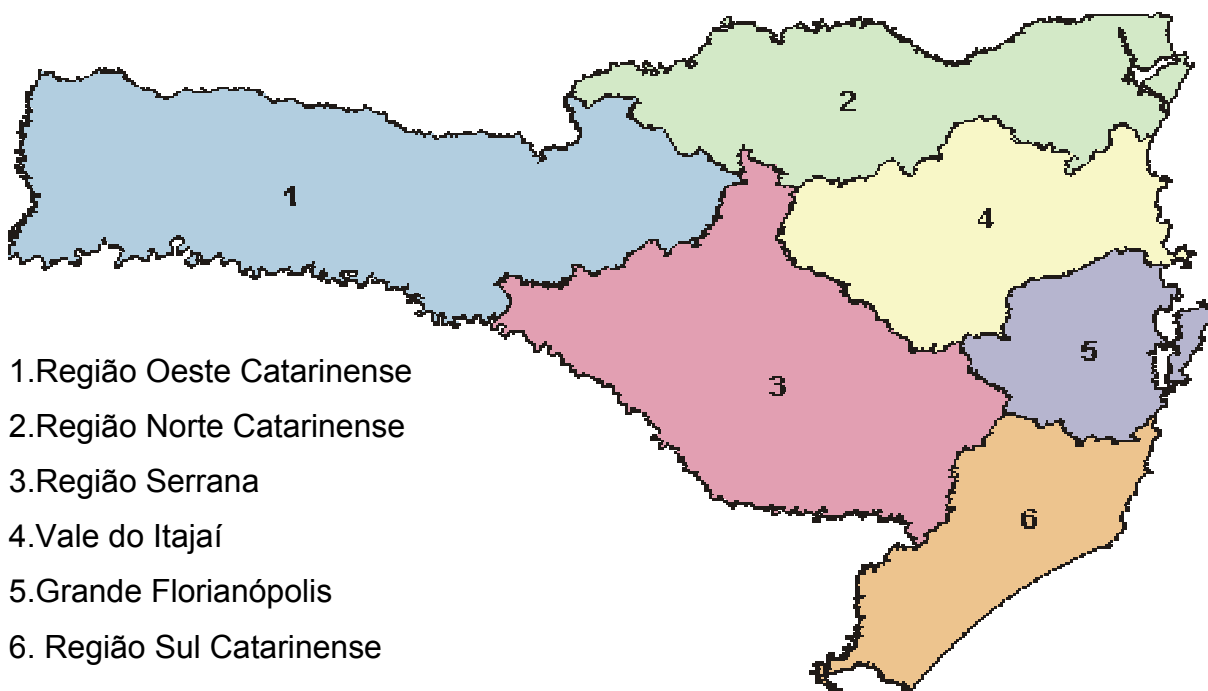 2
1
4
5
3
6
1.Região Oeste Catarinense
2.Região Norte Catarinense
3.Região Serrana
4.Vale do Itajaí
5.Grande Florianópolis
6. Região Sul Catarinense